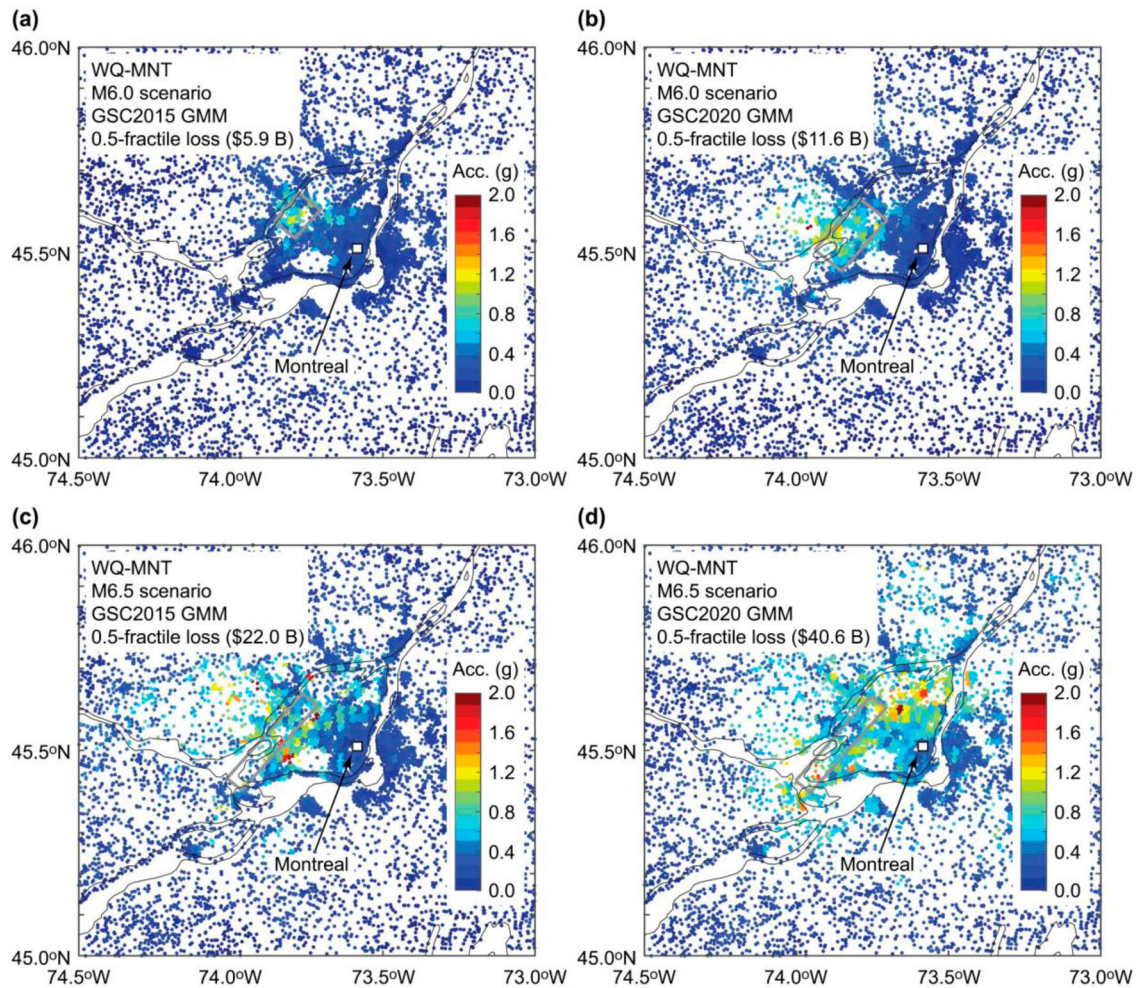 (a)
46.0°N
WQ-MNT
M6.0 scenario
GSC2015 GMM
0.5-fractile loss ($5.9 B)
Acc. (g)
2.0
1.6
1.2
0.8
0.4
0.0
45.5°N
Montreal
45.0°N
74.5°W
74.0°W
73.5°W
73.0°W
(b)
46.0°N
WQ-MNT
M6.0 scenario
GSC2020 GMM
0.5-fractile loss ($11.6 B)
Acc. (g)
2.0
1.6
1.2
0.8
0.4
0.0
45.5°N
Montreal
45.0°N
74.5°W
74.0°W
73.5°W
73.0°W
(c)
46.0°N
WQ-MNT
M6.5 scenario
GSC2015 GMM
0.5-fractile loss ($22.0 B)
Acc. (g)
2.0
1.6
1.2
0.8
0.4
0.0
45.5°N
Montreal
45.0°N
74.5°W
74.0°W
73.5°W
73.0°W
(d)
46.0°N
WQ-MNT
M6.5 scenario
GSC2020 GMM
0.5-fractile loss ($40.6 B)
Acc. (g)
2.0
1.6
1.2
0.8
0.4
0.0
45.5°N
Montreal
45.0°N
74.5°W
74.0°W
73.5°W
73.0°W